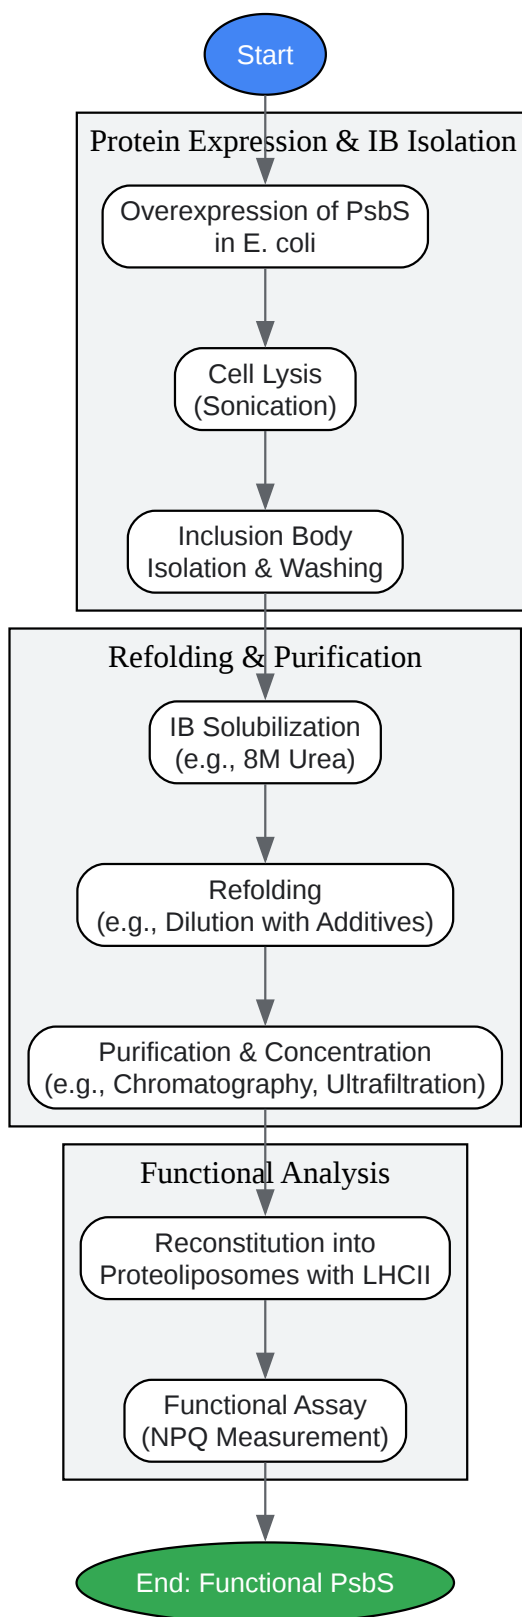 Start
Protein Expression & IB Isolation
Overexpression of PsbS
in E. coli
Cell Lysis
(Sonication)
Inclusion Body
Isolation & Washing
Refolding & Purification
IB Solubilization
(e.g., 8M Urea)
Refolding
(e.g., Dilution with Additives)
Purification & Concentration
(e.g., Chromatography, Ultrafiltration)
Functional Analysis
Reconstitution into
Proteoliposomes with LHCII
Functional Assay
(NPQ Measurement)
End: Functional PsbS